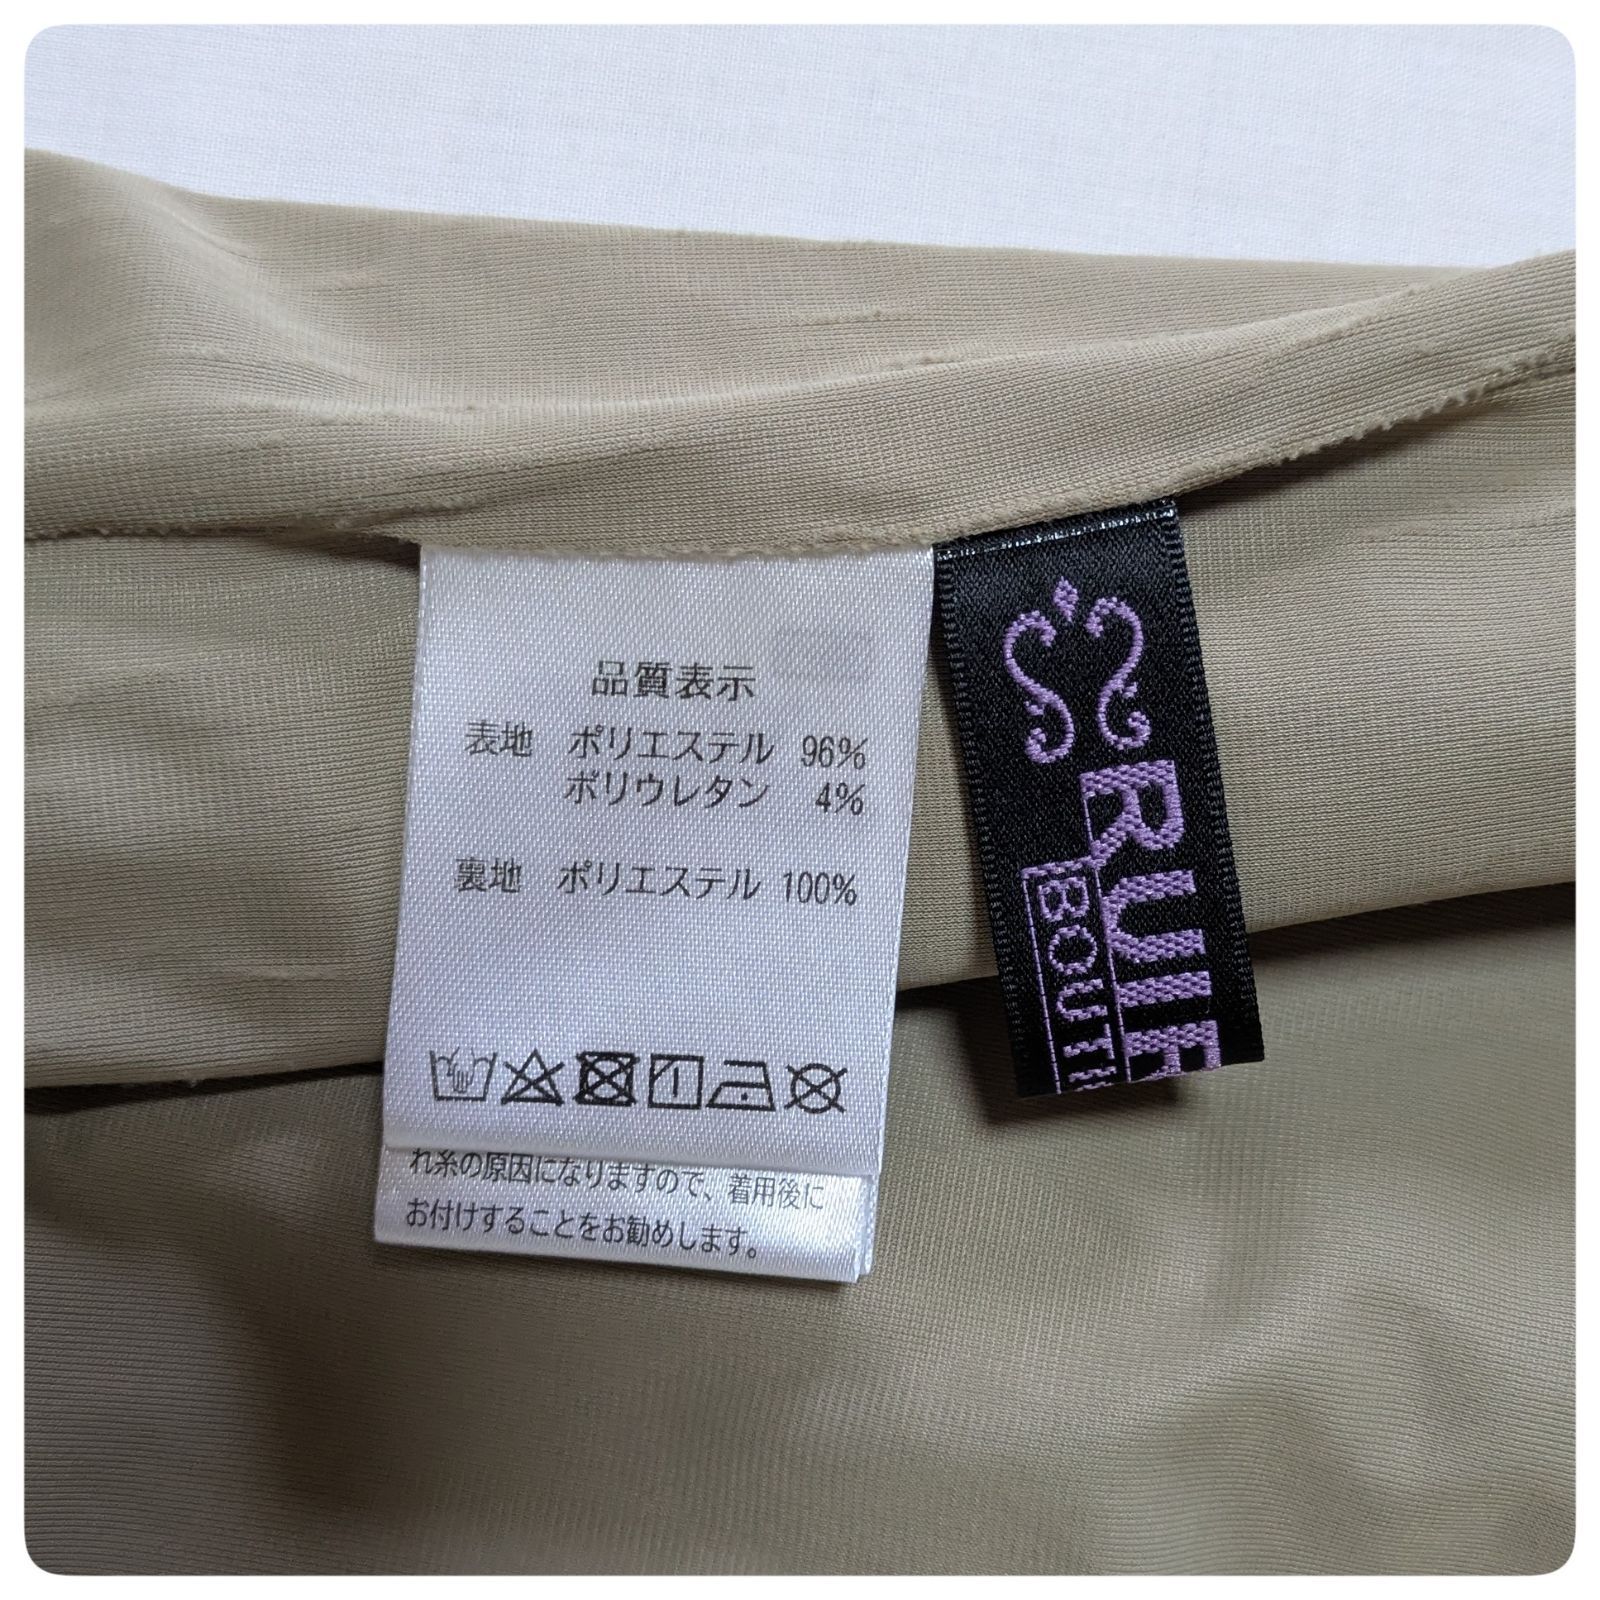 品質表示
表地 ポリエステル 96%
ポリウレタン 4%
裏地 ポリエステル 100%
れ糸の原因になりますので、着用後に
お付けすることをお勧めします。
BOUTI